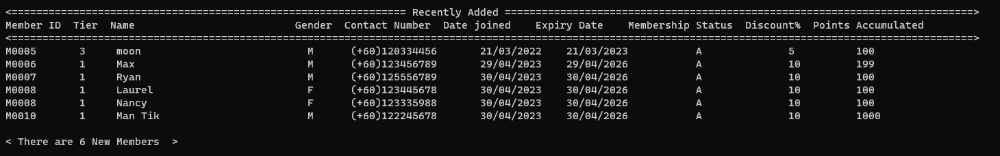 <================================================================ Recently Added ============================================================================>
Member ID  Tier  Name                          Gender  Contact Number  Date joined    Expiry Date    Membership Status  Discount%  Points Accumulated
<=============================================================================================================================================================>
M0005       3     moon                           M      (+60)120334456       21/03/2022    21/03/2023           A              5          100
M0006       1     Max                            M      (+60)123456789       29/04/2023    29/04/2026           A              10         199
M0007       1     Ryan                           M      (+60)125556789       30/04/2023    30/04/2026           A              10         100
M0008       1     Laurel                         F      (+60)123445678       30/04/2023    30/04/2026           A              10         100
M0008       1     Nancy                          F      (+60)123335988       30/04/2023    30/04/2026           A              10         100
M0010       1     Man Tik                        M      (+60)122245678       30/04/2023    30/04/2026           A              10         1000
< There are 6 New Members  >